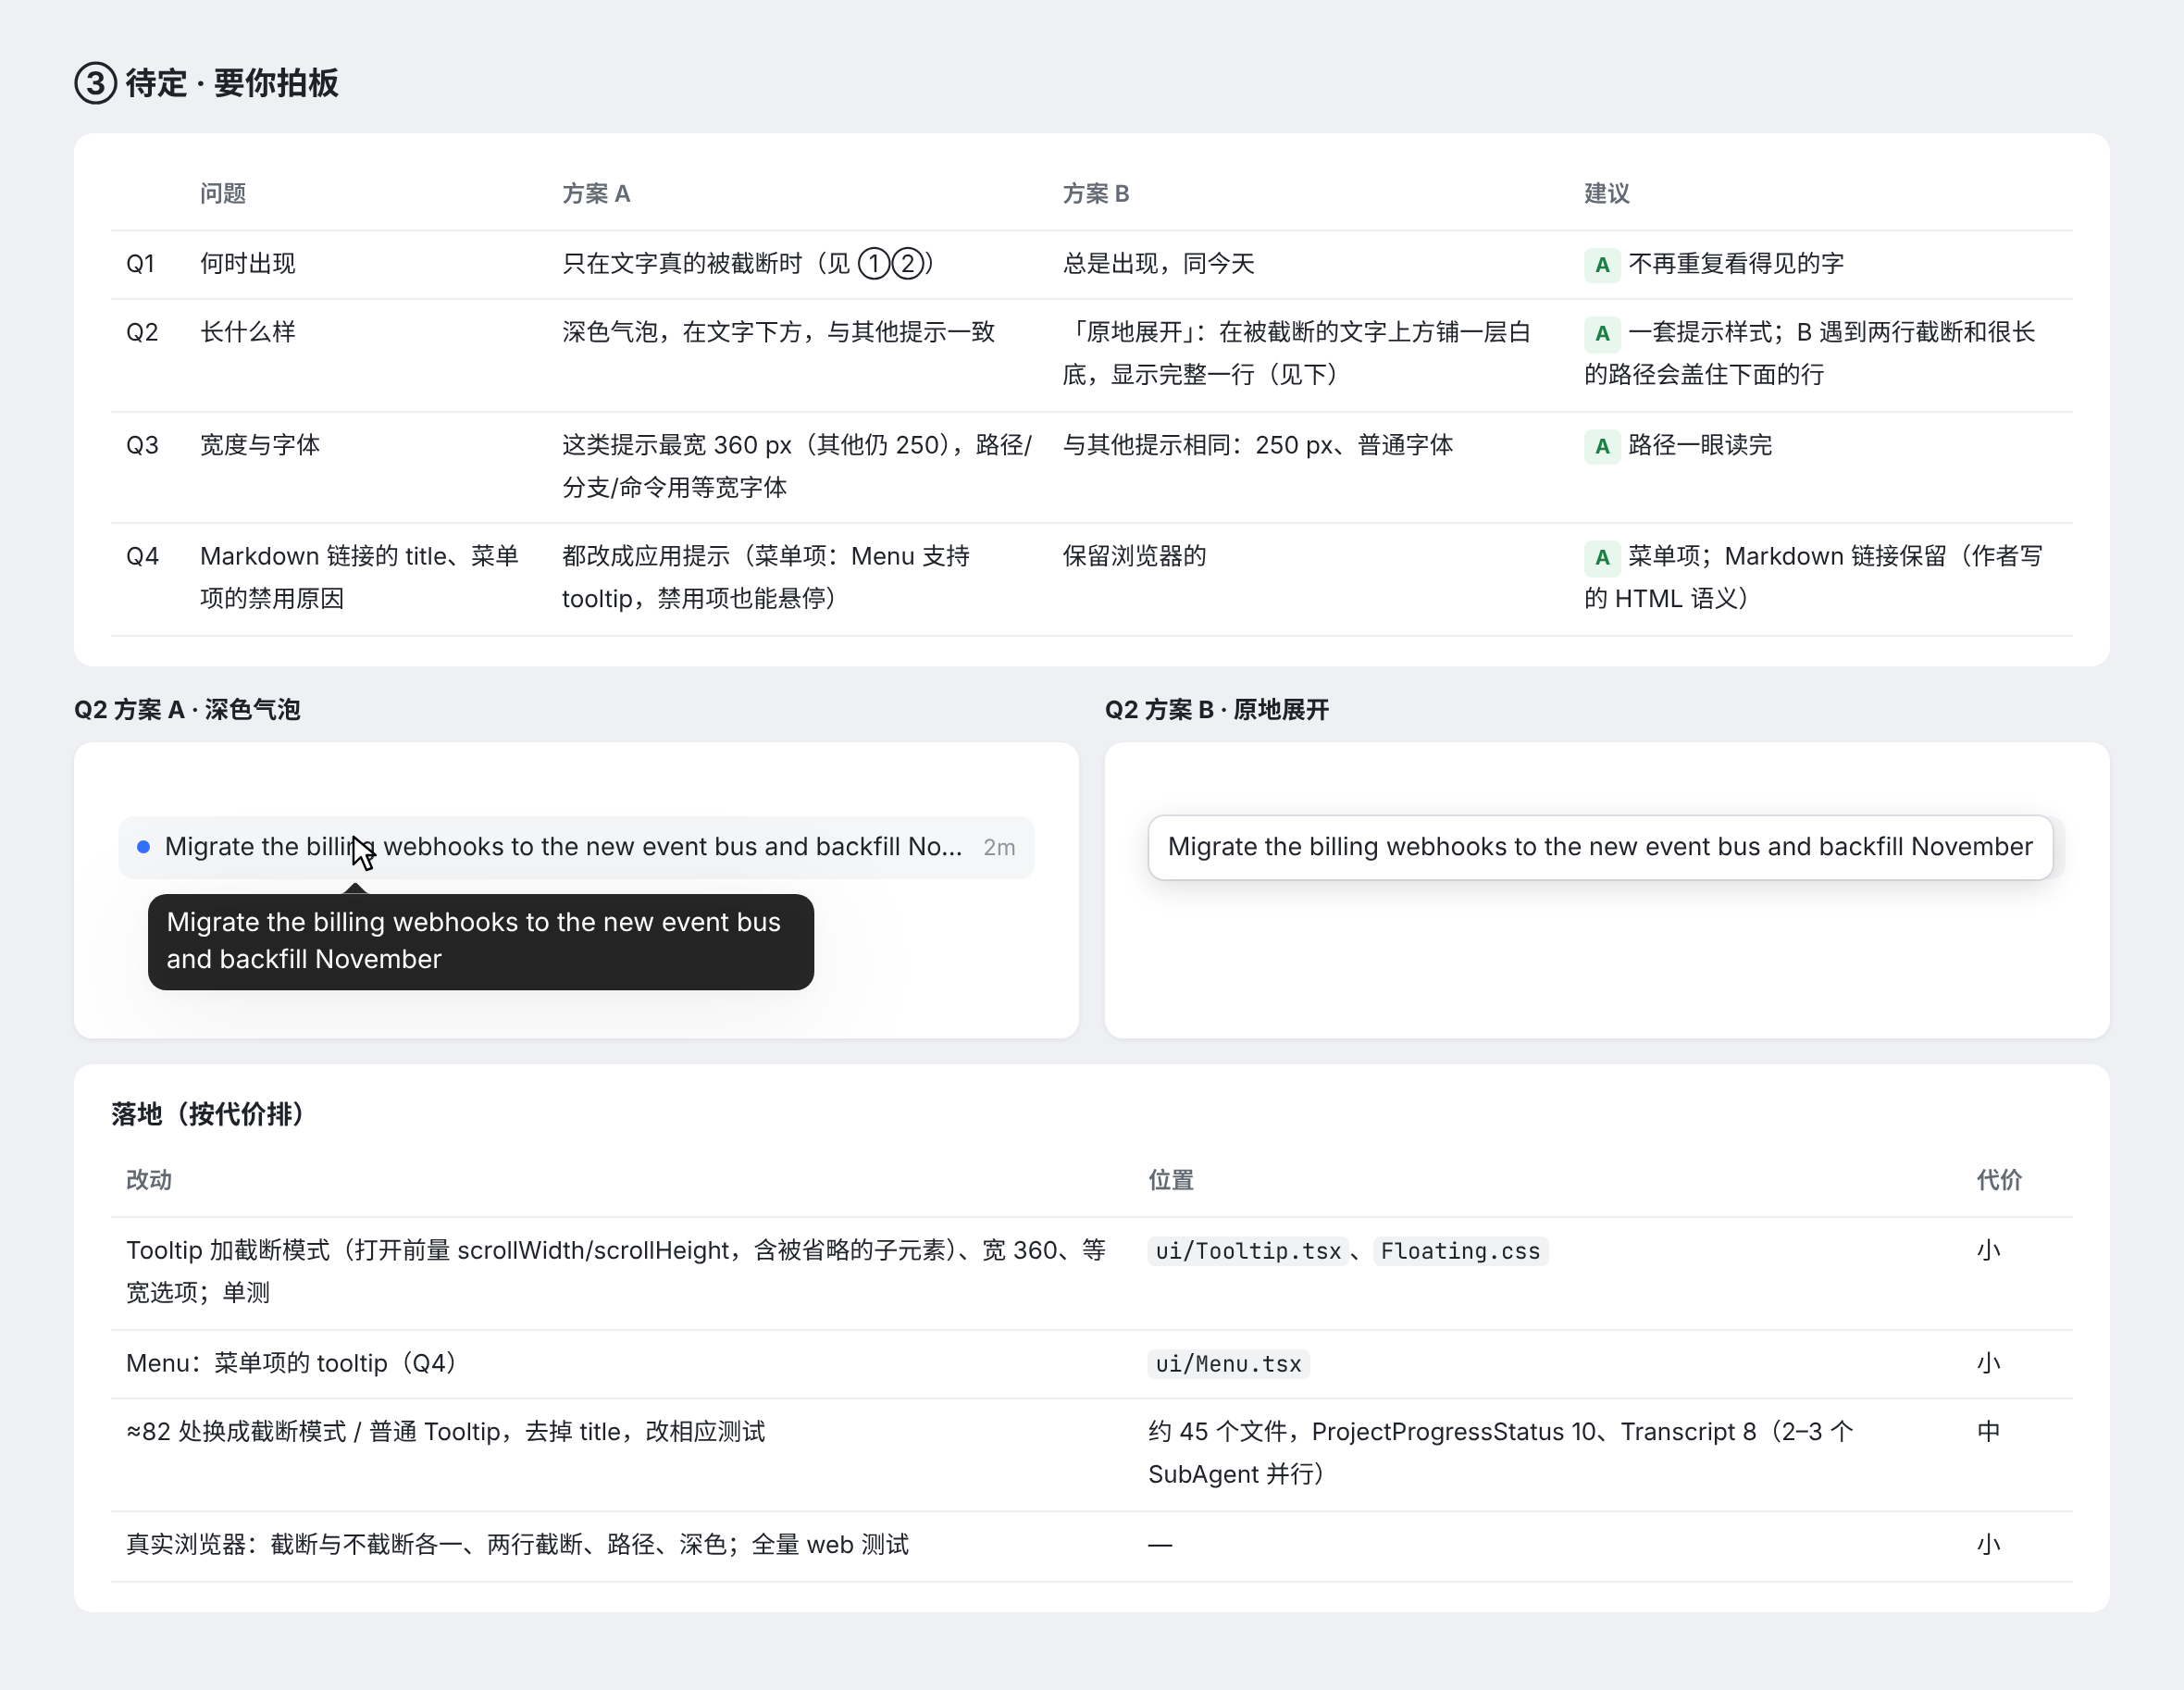 ③ 待定 · 要你拍板
问题 方案 A 方案 B 建议
Q1 何时出现 只在文字真的被截断时（见 ①②） 总是出现，同今天 A 不再重复看得见的字
Q2 长什么样 深色气泡，在文字下方，与其他提示一致 「原地展开」：在被截断的文字上方铺一层白 A 一套提示样式；B 遇到两行截断和很长
底，显示完整一行（见下） 的路径会盖住下面的行
Q3 宽度与字体 这类提示最宽 360 px（其他仍 250），路径/ 与其他提示相同：250 px、普通字体 A 路径一眼读完
分支/命令用等宽字体
Q4 Markdown 链接的 title、菜单 都改成应用提示（菜单项：Menu 支持 保留浏览器的 A 菜单项；Markdown 链接保留（作者写
项的禁用原因 tooltip，禁用项也能悬停） 的 HTML 语义）
Q2 方案 A · 深色气泡
Migrate the billing webhooks to the new event bus and backfill No... 2m
Migrate the billing webhooks to the new event bus
and backfill November
Q2 方案 B · 原地展开
Migrate the billing webhooks to the new event bus and backfill November
落地（按代价排）
改动 位置 代价
Tooltip 加截断模式（打开前量 scrollWidth/scrollHeight，含被省略的子元素）、宽 360、等 ui/Tooltip.tsx、Floating.css 小
宽选项；单测
Menu：菜单项的 tooltip（Q4） ui/Menu.tsx 小
≈82 处换成截断模式 / 普通 Tooltip，去掉 title，改相应测试 约 45 个文件，ProjectProgressStatus 10、Transcript 8（2–3 个 中
SubAgent 并行）
真实浏览器：截断与不截断各一、两行截断、路径、深色；全量 web 测试 — 小